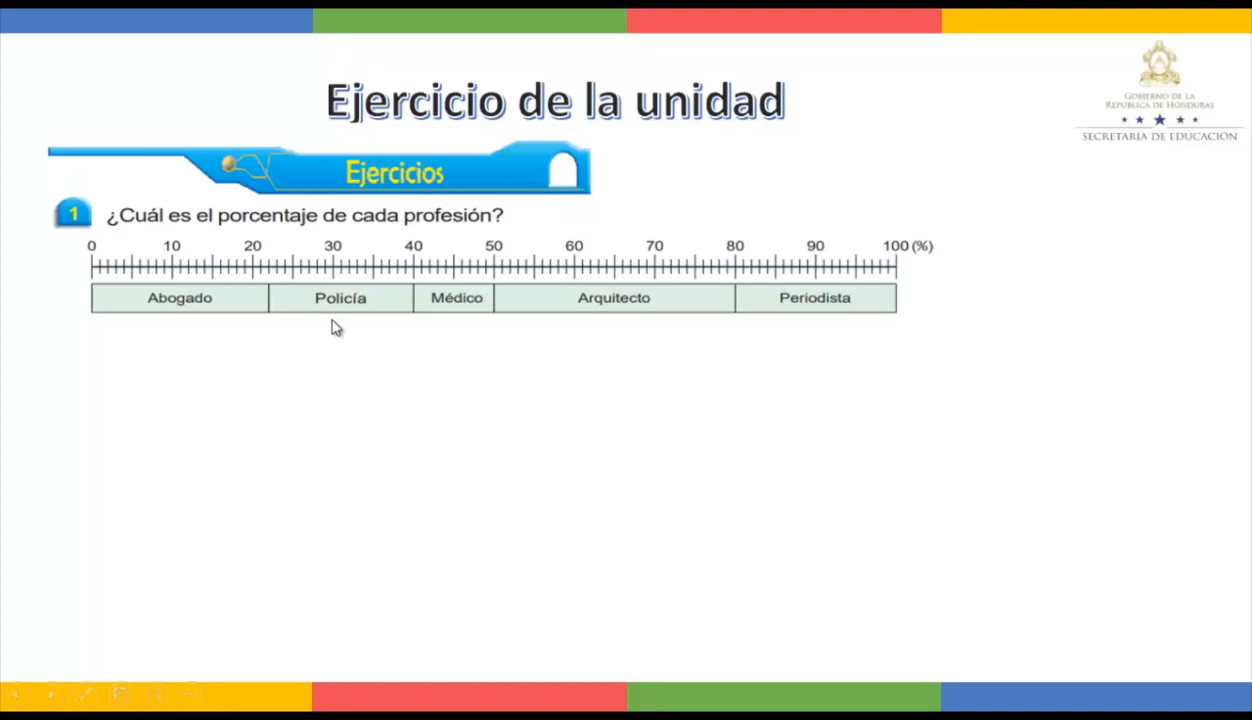 Ejercicio de la unidad
GOBIERNO DE LA
REPÚBLICA DE HONDURAS
SECRETARÍA DE EDUCACIÓN
Ejercicios
1 ¿Cuál es el porcentaje de cada profesión?
0 10 20 30 40 50 60 70 80 90 100 (%)
Abogado Policía Médico Arquitecto Periodista